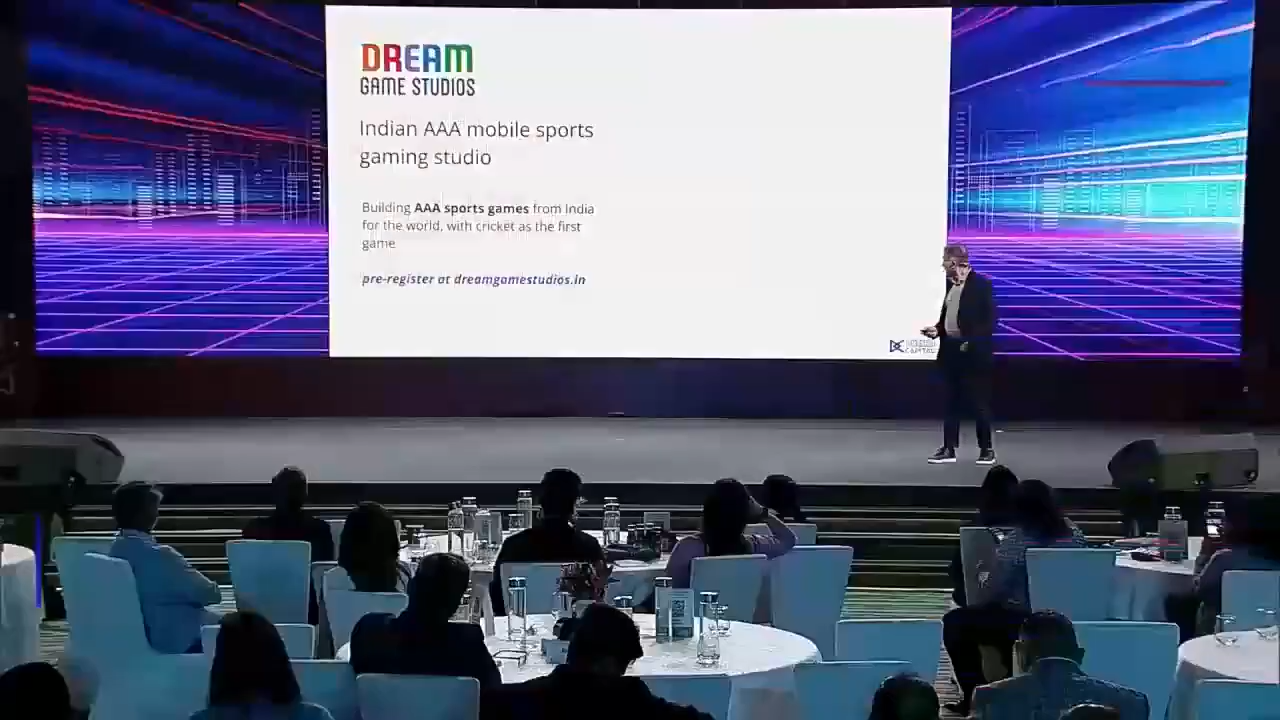 DREAM
GAME STUDIOS
Indian AAA mobile sports
gaming studio
Building AAA sports games from India
for the world, with cricket as the first
game
pre-register at dreamgamestudios.in
CAPITAL